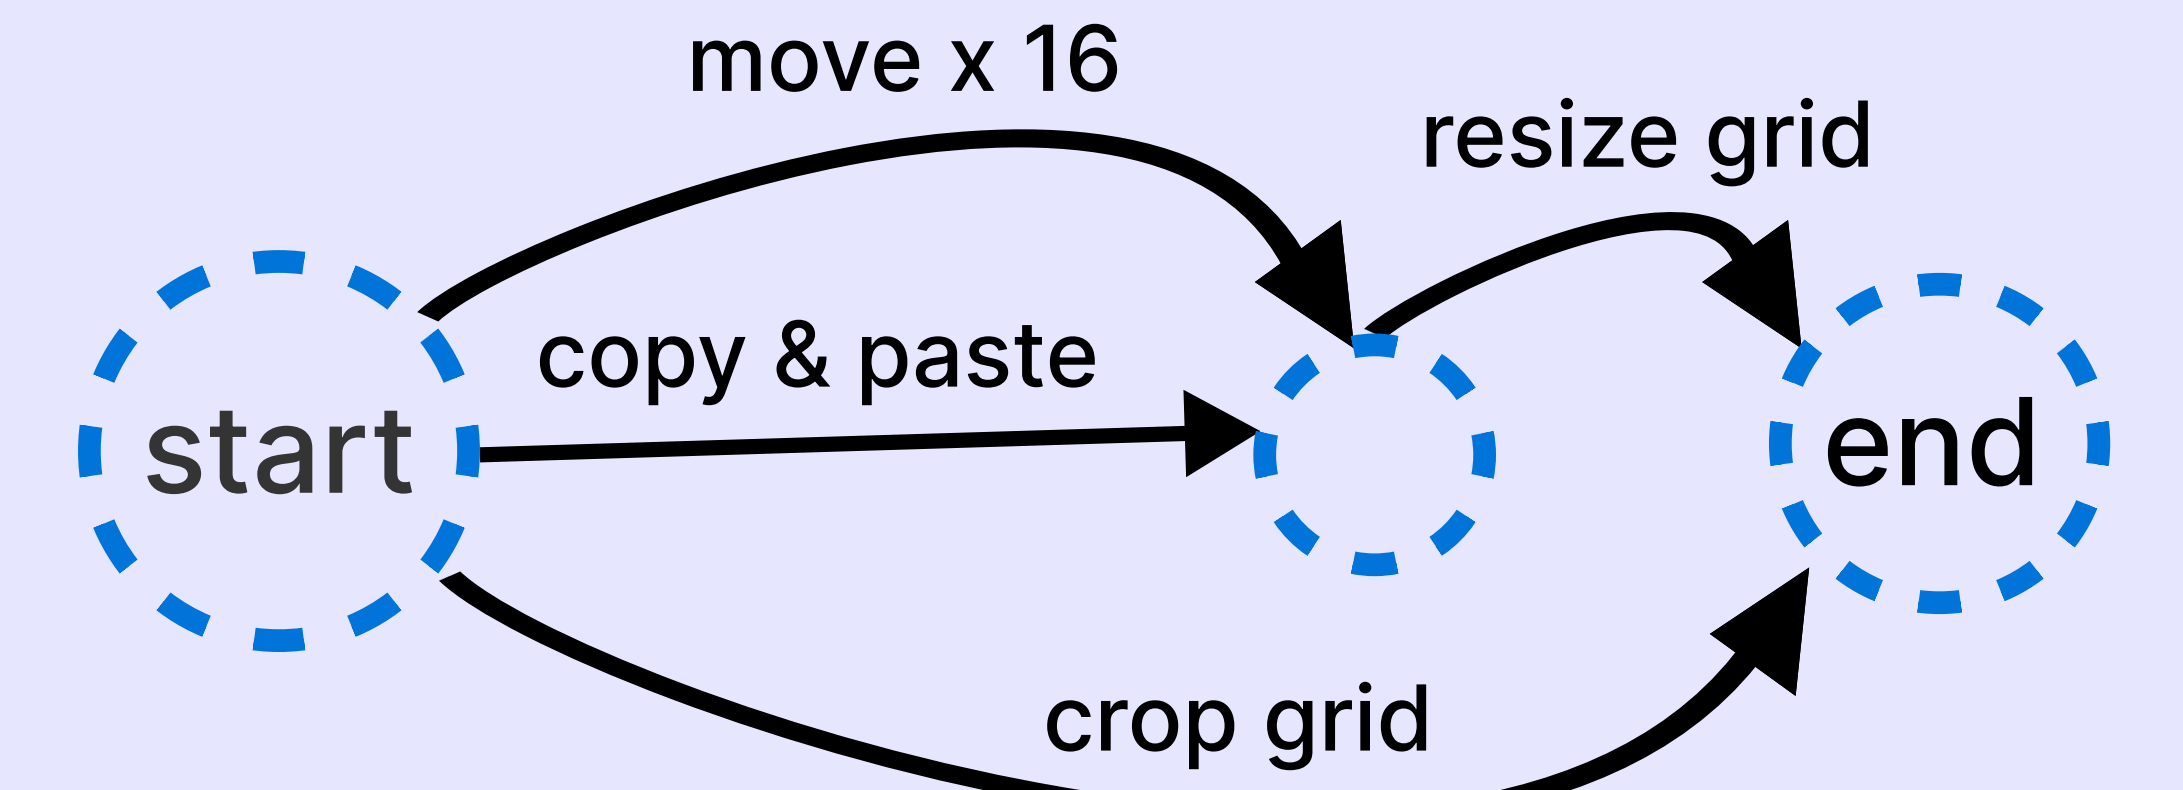 move x 16
resize grid
copy & paste
start
end
crop grid